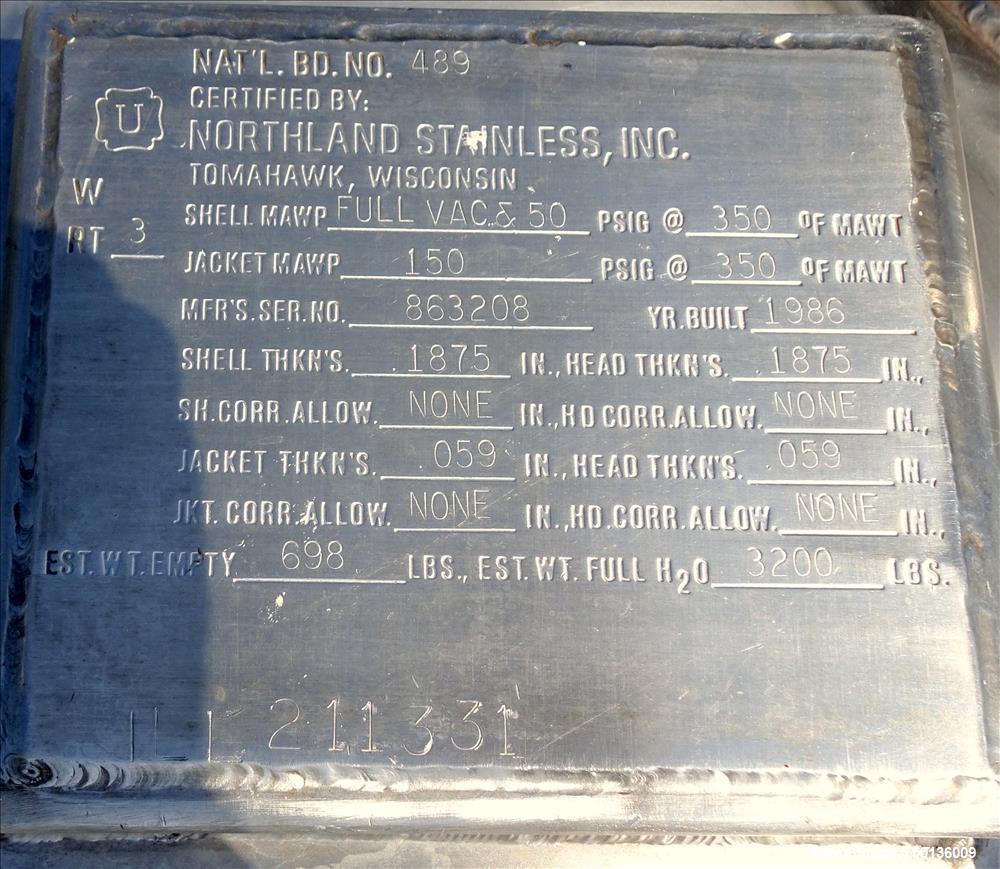 NAT'L. BD. NO. 489
U
CERTIFIED BY:
NORTHLAND STAINLESS, INC.
TOMAHAWK, WISCONSIN
W
RT 3
SHELL MAWP FULL VAC.& 50 PSIG @ 350 °F MAWT
JACKET MAWP 150 PSIG @ 350 °F MAWT
MFR'S. SER. NO. 863208 YR. BUILT 1986
SHELL THKN'S. .1875 IN., HEAD THKN'S. .1875 IN.,
SH. CORR. ALLOW. NONE IN., HD CORR. ALLOW. NONE IN.,
JACKET THKN'S. .059 IN., HEAD THKN'S. .059 IN.,
JKT. CORR. ALLOW. NONE IN., HD. CORR. ALLOW. NONE IN.,
EST. WT. EMPTY 698 LBS., EST. WT. FULL H₂O 3200 LBS.
211331